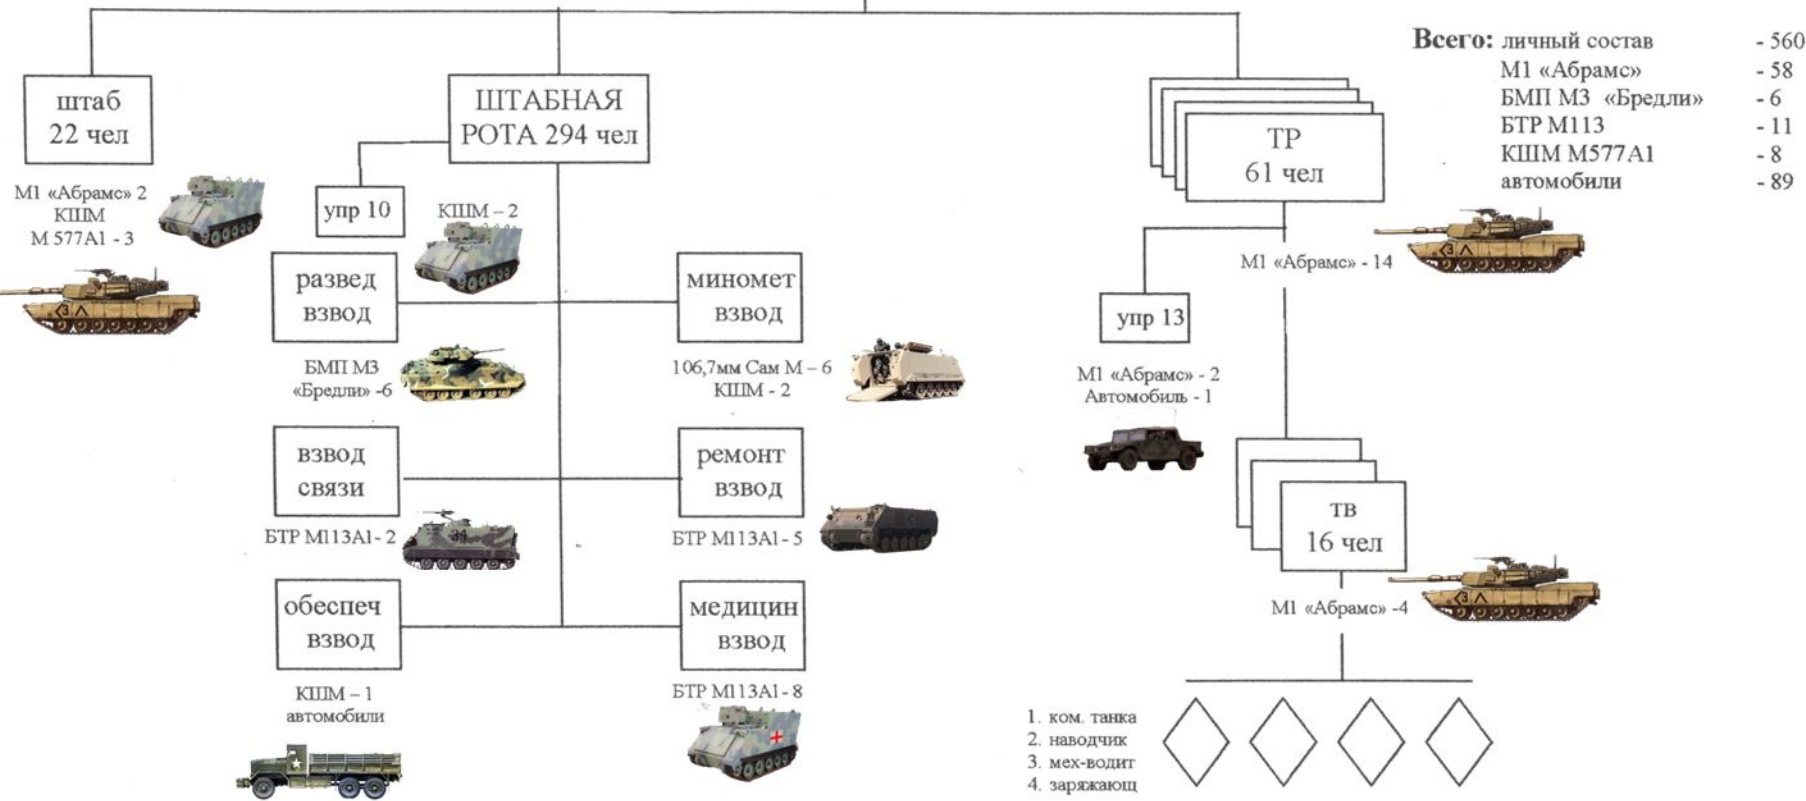 штаб
22 чел
М1 «Абрамс» 2
КШМ
М 577А1 - 3
ШТАБНАЯ
РОТА 294 чел
упр 10
КШМ – 2
развед
взвод
БМП М3
«Бредли» -6
миномет
взвод
106,7мм Сам М – 6
КШМ - 2
взвод
связи
БТР М113А1- 2
ремонт
взвод
БТР М113А1- 5
обеспеч
взвод
КШМ – 1
автомобили
медицин
взвод
БТР М113А1- 8
ТР
61 чел
М1 «Абрамс» - 14
упр 13
М1 «Абрамс» - 2
Автомобиль - 1
тв
16 чел
М1 «Абрамс» -4
1. ком. танка
2. наводчик
3. мех-водит
4. заряжающ
Всего: личный состав - 560
М1 «Абрамс» - 58
БМП М3 «Бредли» - 6
БТР М113 - 11
КШМ М577А1 - 8
автомобили - 89